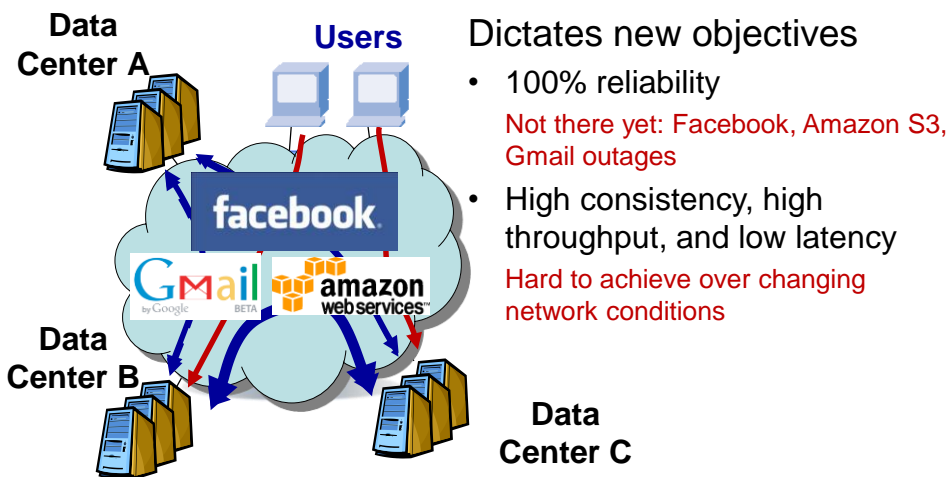 Data
Center A
Users
Dictates new objectives
• 100% reliability
Not there yet: Facebook, Amazon S3,
Gmail outages
• High consistency, high
throughput, and low latency
Hard to achieve over changing
network conditions
facebook.
Gmail
by Google BETA
amazon
webservices™
Data
Center B
Data
Center C